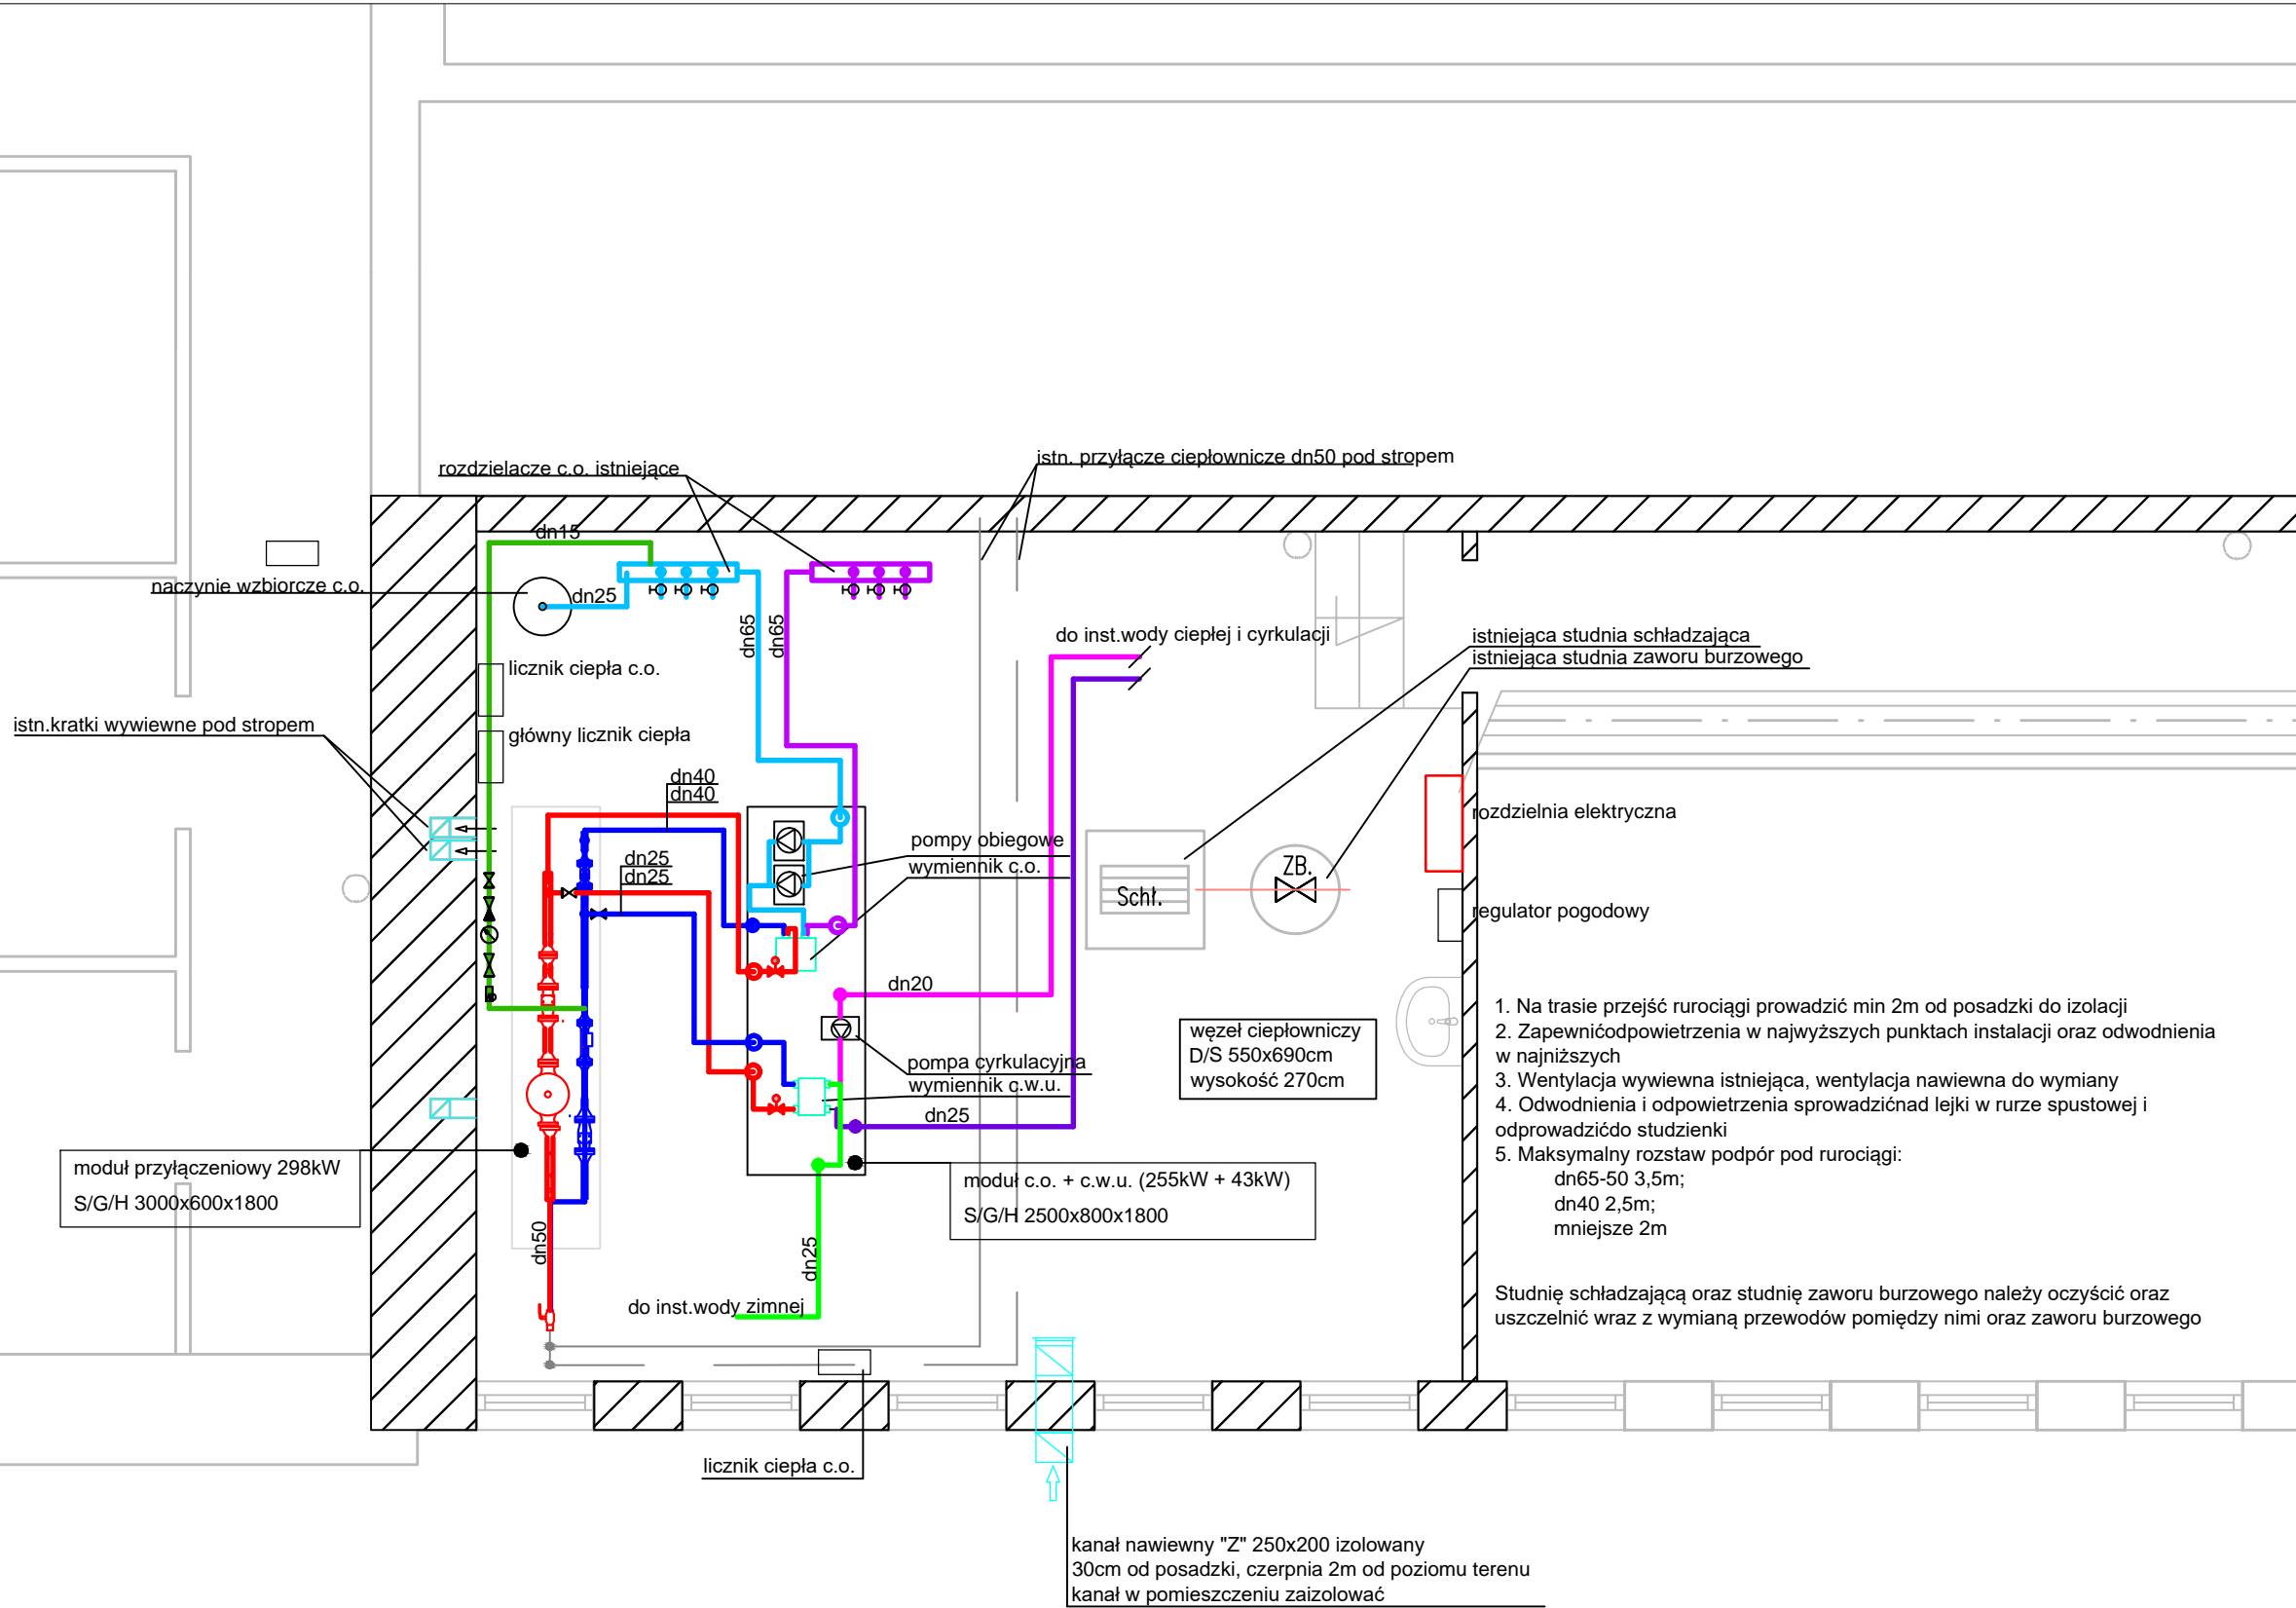 rozdzielacze c.o. istniejące
istn. przyłącze ciepłownicze dn50 pod stropem
dn15
naczynie wzbiorcze c.o.
dn25
dn65
dn65
do inst.wody ciepłej i cyrkulacji
istniejąca studnia schładzająca
istniejąca studnia zaworu burzowego
licznik ciepła c.o.
istn.kratki wywiewne pod stropem
główny licznik ciepła
dn40
dn40
rozdzielnia elektryczna
pompy obiegowe
wymiennik c.o.
dn25
dn25
ZB.
Schł.
regulator pogodowy
dn20
pompa cyrkulacyjna
wymiennik c.w.u.
dn25
węzeł ciepłowniczy
D/S 550x690cm
wysokość 270cm
1. Na trasie przejść rurociągi prowadzić min 2m od posadzki do izolacji
2. Zapewnićodpowietrzenia w najwyższych punktach instalacji oraz odwodnienia
w najniższych
3. Wentylacja wywiewna istniejąca, wentylacja nawiewna do wymiany
4. Odwodnienia i odpowietrzenia sprowadzićnad lejki w rurze spustowej i
odprowadzićdo studzienki
5. Maksymalny rozstaw podpór pod rurociągi:
dn65-50 3,5m;
dn40 2,5m;
mniejsze 2m
moduł przyłączeniowy 298kW
S/G/H 3000x600x1800
moduł c.o. + c.w.u. (255kW + 43kW)
S/G/H 2500x800x1800
dn50
dn25
do inst.wody zimnej
Studnię schładzającą oraz studnię zaworu burzowego należy oczyścić oraz
uszczelnić wraz z wymianą przewodów pomiędzy nimi oraz zaworu burzowego
licznik ciepła c.o.
kanał nawiewny "Z" 250x200 izolowany
30cm od posadzki, czerpnia 2m od poziomu terenu
kanał w pomieszczeniu zaizolować